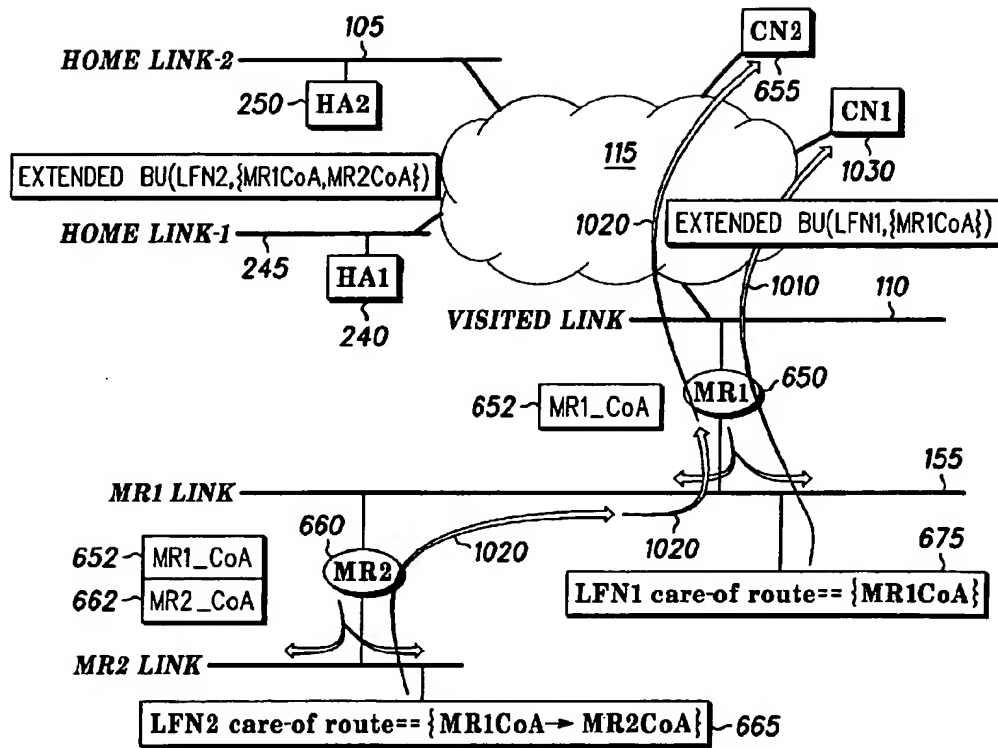 105
CN2
HOME LINK-2
655
250
HA2
CN1
115
1030
EXTENDED BU(LFN2,{MR1CoA,MR2CoA})
1020
EXTENDED BU(LFN1,{MR1CoA})
HOME LINK-1
245
HA1
1010
110
240
VISITED LINK
MR1
650
652
MR1_CoA
MR1 LINK
155
660
1020
1020
675
652
MR1_CoA
MR2
662
MR2_CoA
LFN1 care-of route=={MR1CoA}
MR2 LINK
LFN2 care-of route=={MR1CoA→ MR2CoA}
665